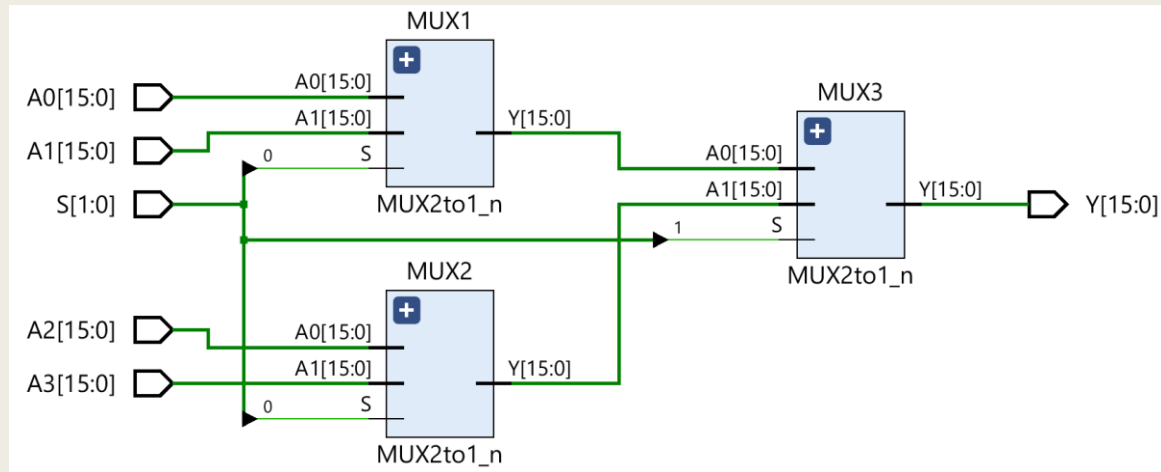 MUX1
A0[15:0]
A0[15:0]
A1[15:0]
A1[15:0]
Y[15:0]
0
S
S[1:0]
MUX2to1_n
MUX3
A0[15:0]
A1[15:0]
Y[15:0]
Y[15:0]
1
S
MUX2to1_n
MUX2
A2[15:0]
A0[15:0]
A3[15:0]
A1[15:0]
Y[15:0]
0
S
MUX2to1_n